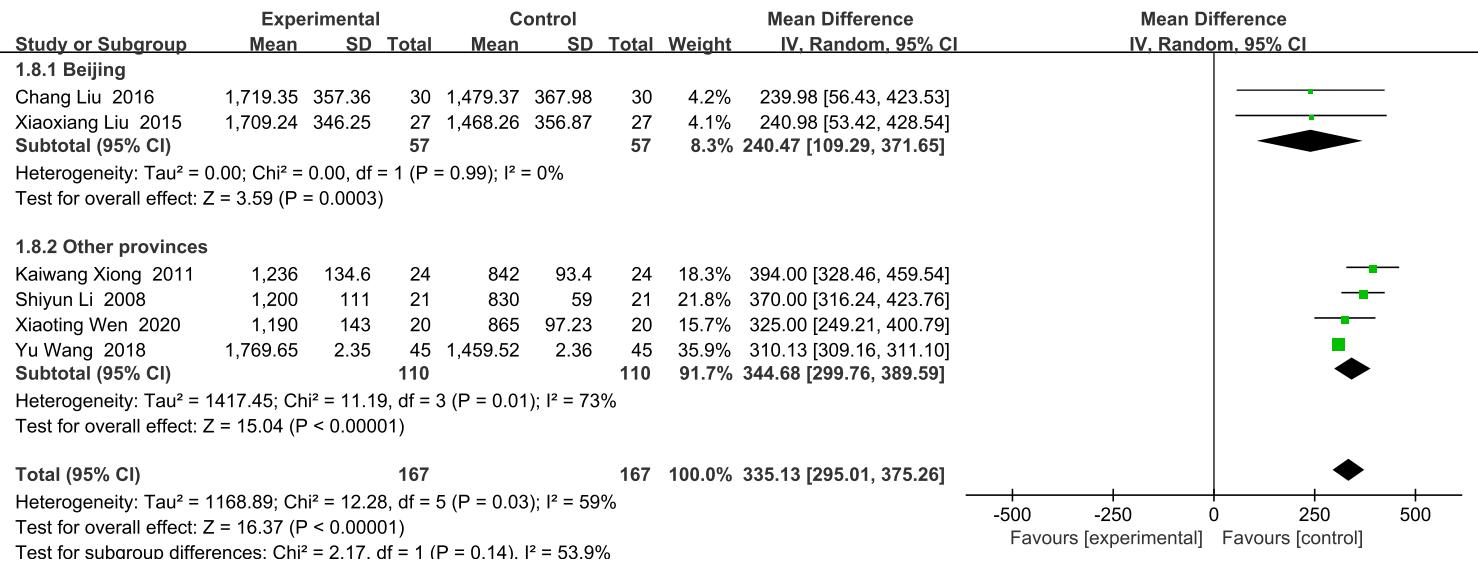 Experimental Control Mean Difference Mean Difference
Study or Subgroup Mean SD Total Mean SD Total Weight IV, Random, 95% CI IV, Random, 95% CI
1.8.1 Beijing
Chang Liu 2016 1,719.35 357.36 30 1,479.37 367.98 30 4.2% 239.98 [56.43, 423.53]
Xiaoxiang Liu 2015 1,709.24 346.25 27 1,468.26 356.87 27 4.1% 240.98 [53.42, 428.54]
Subtotal (95% CI) 57 57 8.3% 240.47 [109.29, 371.65]
Heterogeneity: Tau² = 0.00; Chi² = 0.00, df = 1 (P = 0.99); I² = 0%
Test for overall effect: Z = 3.59 (P = 0.0003)
1.8.2 Other provinces
Kaiwang Xiong 2011 1,236 134.6 24 842 93.4 24 18.3% 394.00 [328.46, 459.54]
Shiyun Li 2008 1,200 111 21 830 59 21 21.8% 370.00 [316.24, 423.76]
Xiaoting Wen 2020 1,190 143 20 865 97.23 20 15.7% 325.00 [249.21, 400.79]
Yu Wang 2018 1,769.65 2.35 45 1,459.52 2.36 45 35.9% 310.13 [309.16, 311.10]
Subtotal (95% CI) 110 110 91.7% 344.68 [299.76, 389.59]
Heterogeneity: Tau² = 1417.45; Chi² = 11.19, df = 3 (P = 0.01); I² = 73%
Test for overall effect: Z = 15.04 (P < 0.00001)
Total (95% CI) 167 167 100.0% 335.13 [295.01, 375.26]
Heterogeneity: Tau² = 1168.89; Chi² = 12.28, df = 5 (P = 0.03); I² = 59%
Test for overall effect: Z = 16.37 (P < 0.00001)
Test for subgroup differences: Chi² = 2.17, df = 1 (P = 0.14), I² = 53.9%
-500 -250 0 250 500
Favours [experimental] Favours [control]